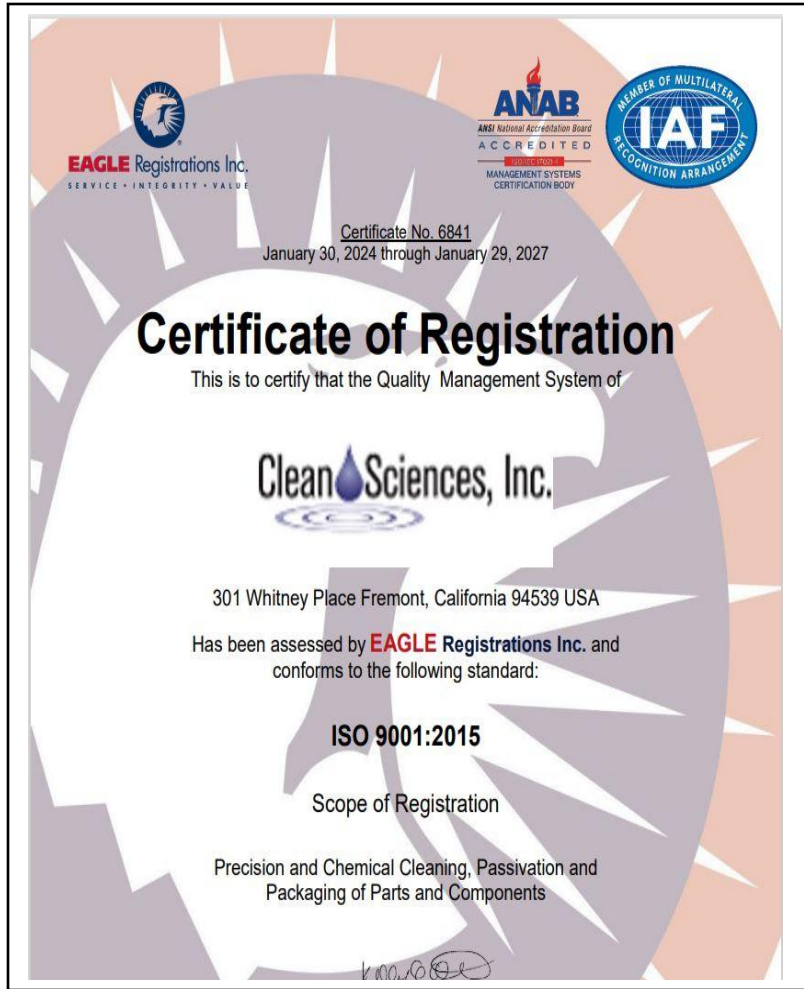 EAGLE Registrations Inc.
SERVICE • INTEGRITY • VALUE
ANAB
ANSI National Accreditation Board
ACCREDITED
ISO/IEC 17021-1
MANAGEMENT SYSTEMS
CERTIFICATION BODY
MEMBER OF MULTILATERAL
IAF
RECOGNITION ARRANGEMENT
Certificate No. 6841
January 30, 2024 through January 29, 2027
Certificate of Registration
This is to certify that the Quality Management System of
Clean Sciences, Inc.
301 Whitney Place Fremont, California 94539 USA
Has been assessed by EAGLE Registrations Inc. and
conforms to the following standard:
ISO 9001:2015
Scope of Registration
Precision and Chemical Cleaning, Passivation and
Packaging of Parts and Components